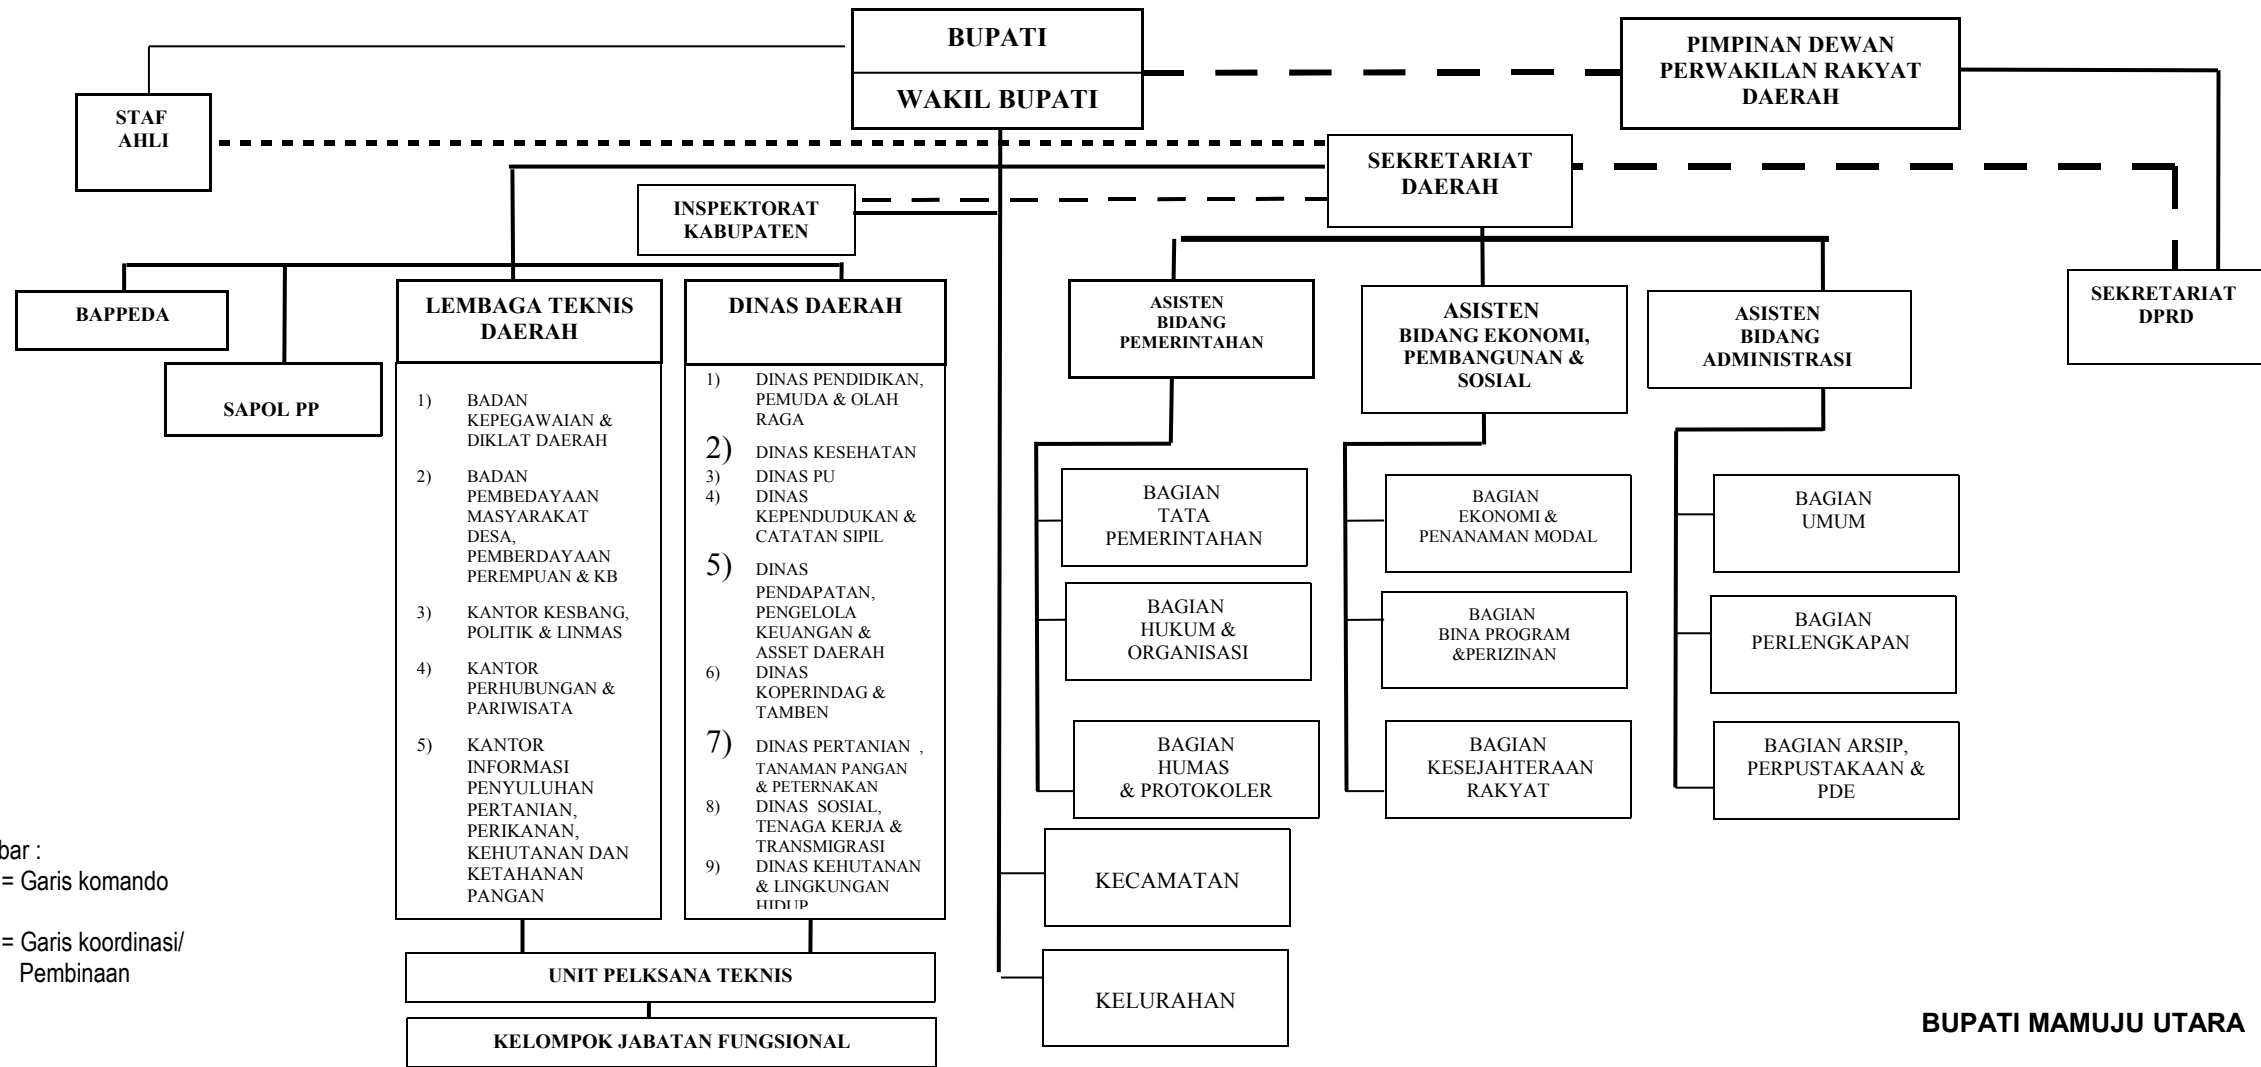 BUPATI
WAKIL BUPATI
PIMPINAN DEWAN
PERWAKILAN RAKYAT
DAERAH
STAF
AHLI
SEKRETARIAT
DAERAH
INSPEKTORAT
KABUPATEN
BAPPEDA
SAPOL PP
LEMBAGA TEKNIS
DAERAH
1) BADAN
KEPEGAWAIAN &
DIKLAT DAERAH
2) BADAN
PEMBEDAYAAN
MASYARAKAT
DESA,
PEMBERDAYAAN
PEREMPUAN & KB
3) KANTOR KESBANG,
POLITIK & LINMAS
4) KANTOR
PERHUBUNGAN &
PARIWISATA
5) KANTOR
INFORMASI
PENYULUHAN
PERTANIAN,
PERIKANAN,
KEHUTANAN DAN
KETAHANAN
PANGAN
DINAS DAERAH
1) DINAS PENDIDIKAN,
PEMUDA & OLAH
RAGA
2) DINAS KESEHATAN
3) DINAS PU
4) DINAS
KEPENDUDUKAN &
CATATAN SIPIL
5) DINAS
PENDAPATAN,
PENGELOLA
KEUANGAN &
ASSET DAERAH
6) DINAS
KOPERINDAG &
TAMBEN
7) DINAS PERTANIAN ,
TANAMAN PANGAN
& PETERNAKAN
8) DINAS SOSIAL,
TENAGA KERJA &
TRANSMIGRASI
9) DINAS KEHUTANAN
& LINGKUNGAN
HIDUP
UNIT PELKSANA TEKNIS
KELOMPOK JABATAN FUNGSIONAL
ASISTEN
BIDANG
PEMERINTAHAN
BAGIAN
TATA
PEMERINTAHAN
BAGIAN
HUKUM &
ORGANISASI
BAGIAN
HUMAS
& PROTOKOLER
ASISTEN
BIDANG EKONOMI,
PEMBANGUNAN &
SOSIAL
BAGIAN
EKONOMI &
PENANAMAN MODAL
BAGIAN
BINA PROGRAM
&PERIZINAN
BAGIAN
KESEJAHTERAAN
RAKYAT
ASISTEN
BIDANG
ADMINISTRASI
BAGIAN
UMUM
BAGIAN
PERLENGKAPAN
BAGIAN ARSIP,
PERPUSTAKAAN &
PDE
SEKRETARIAT
DPRD
KECAMATAN
KELURAHAN
bar :
= Garis komando
= Garis koordinasi/
Pembinaan
BUPATI MAMUJU UTARA